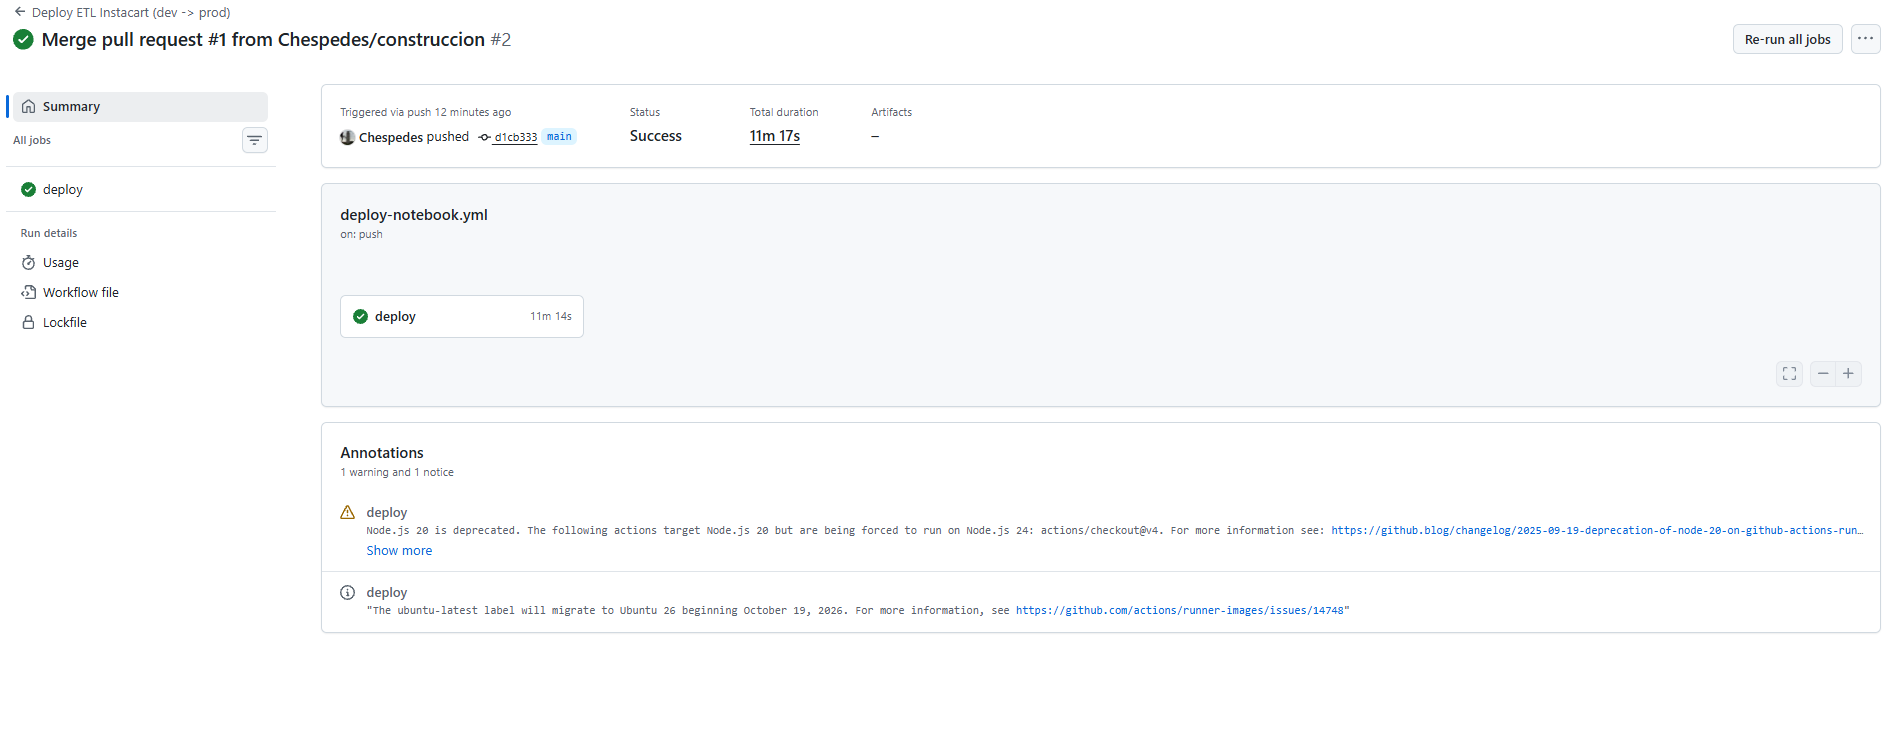 Deploy ETL Instacart (dev -> prod)
Merge pull request #1 from Chespedes/construccion #2
Re-run all jobs
Summary
All jobs
deploy
Run details
Usage
Workflow file
Lockfile
Triggered via push 12 minutes ago
Chespedes pushed d1cb333 main
Status
Success
Total duration
11m 17s
Artifacts
–
deploy-notebook.yml
on: push
deploy 11m 14s
Annotations
1 warning and 1 notice
deploy
Node.js 20 is deprecated. The following actions target Node.js 20 but are being forced to run on Node.js 24: actions/checkout@v4. For more information see: https://github.blog/changelog/2025-09-19-deprecation-of-node-20-on-github-actions-run…
Show more
deploy
"The ubuntu-latest label will migrate to Ubuntu 26 beginning October 19, 2026. For more information, see https://github.com/actions/runner-images/issues/14748"